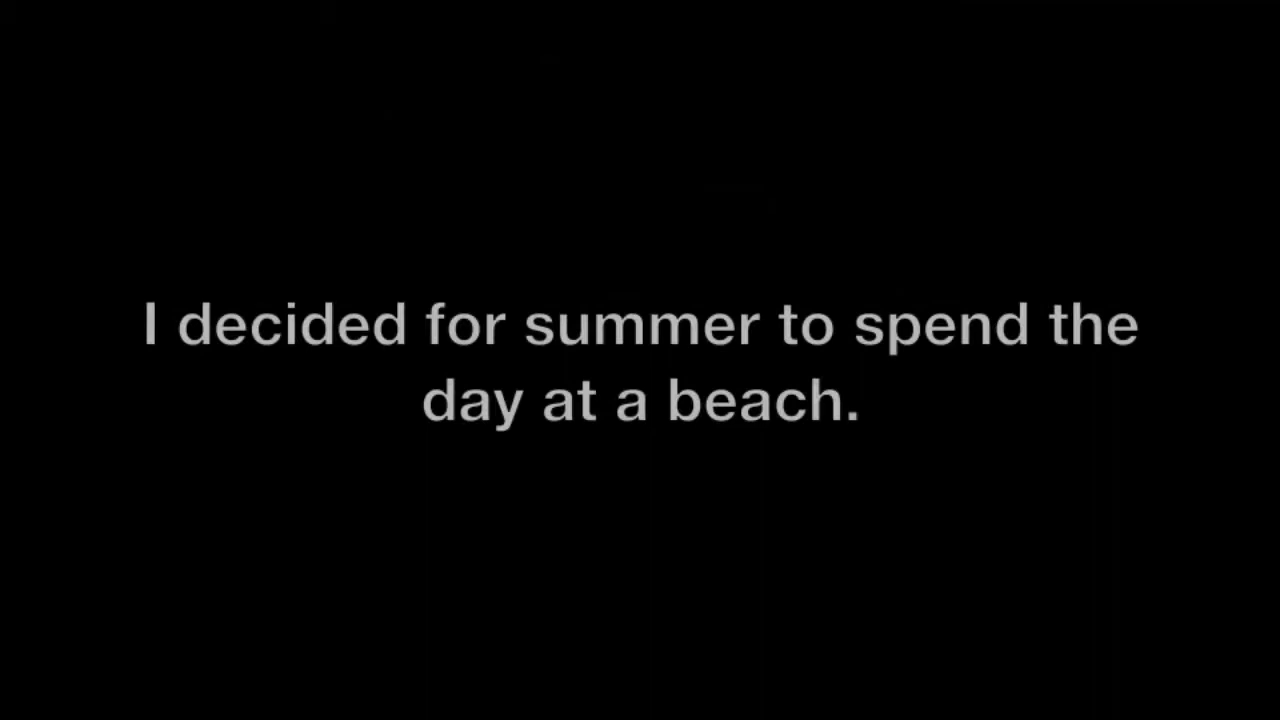 I decided for summer to spend the
day at a beach.